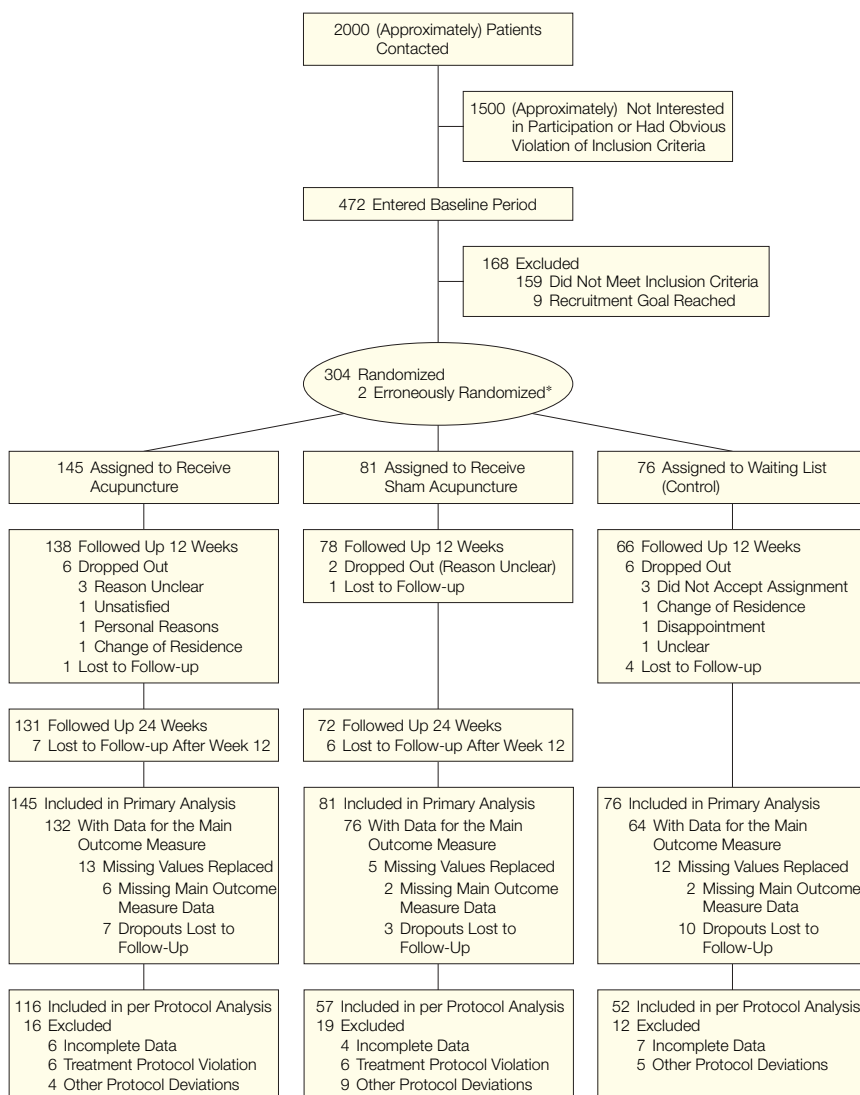 2000 (Approximately) Patients
Contacted
1500 (Approximately) Not Interested
in Participation or Had Obvious
Violation of Inclusion Criteria
472 Entered Baseline Period
168 Excluded
159 Did Not Meet Inclusion Criteria
9 Recruitment Goal Reached
304 Randomized
2 Erroneously Randomized*
145 Assigned to Receive
Acupuncture
81 Assigned to Receive
Sham Acupuncture
76 Assigned to Waiting List
(Control)
138 Followed Up 12 Weeks
6 Dropped Out
3 Reason Unclear
1 Unsatisfied
1 Personal Reasons
1 Change of Residence
1 Lost to Follow-up
78 Followed Up 12 Weeks
2 Dropped Out (Reason Unclear)
1 Lost to Follow-up
66 Followed Up 12 Weeks
6 Dropped Out
3 Did Not Accept Assignment
1 Change of Residence
1 Disappointment
1 Unclear
4 Lost to Follow-up
131 Followed Up 24 Weeks
7 Lost to Follow-up After Week 12
72 Followed Up 24 Weeks
6 Lost to Follow-up After Week 12
145 Included in Primary Analysis
132 With Data for the Main
Outcome Measure
13 Missing Values Replaced
6 Missing Main Outcome
Measure Data
7 Dropouts Lost to
Follow-Up
81 Included in Primary Analysis
76 With Data for the Main
Outcome Measure
5 Missing Values Replaced
2 Missing Main Outcome
Measure Data
3 Dropouts Lost to
Follow-Up
76 Included in Primary Analysis
64 With Data for the Main
Outcome Measure
12 Missing Values Replaced
2 Missing Main Outcome
Measure Data
10 Dropouts Lost to
Follow-Up
116 Included in per Protocol Analysis
16 Excluded
6 Incomplete Data
6 Treatment Protocol Violation
4 Other Protocol Deviations
57 Included in per Protocol Analysis
19 Excluded
4 Incomplete Data
6 Treatment Protocol Violation
9 Other Protocol Deviations
52 Included in per Protocol Analysis
12 Excluded
7 Incomplete Data
5 Other Protocol Deviations